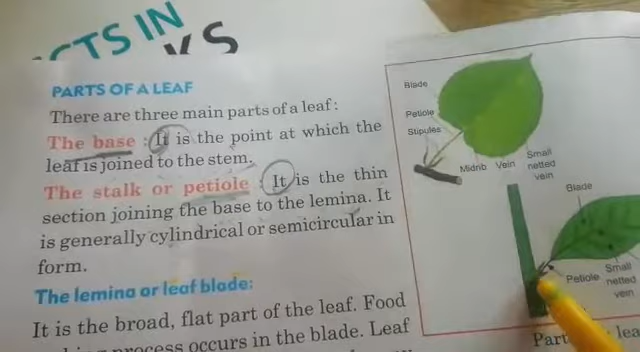 CTS IN
KS
PARTS OF A LEAF
There are three main parts of a leaf :
The base : It is the point at which the
leaf is joined to the stem.
The stalk or petiole : It is the thin
section joining the base to the lemina. It
is generally cylindrical or semicircular in
form.
The lemina or leaf blade:
It is the broad, flat part of the leaf. Food
process occurs in the blade. Leaf
Blade
Petiole
Stipules
Midrib Vein Small
netted
vein
Blade
Petiole Small
netted
vein
Part lea